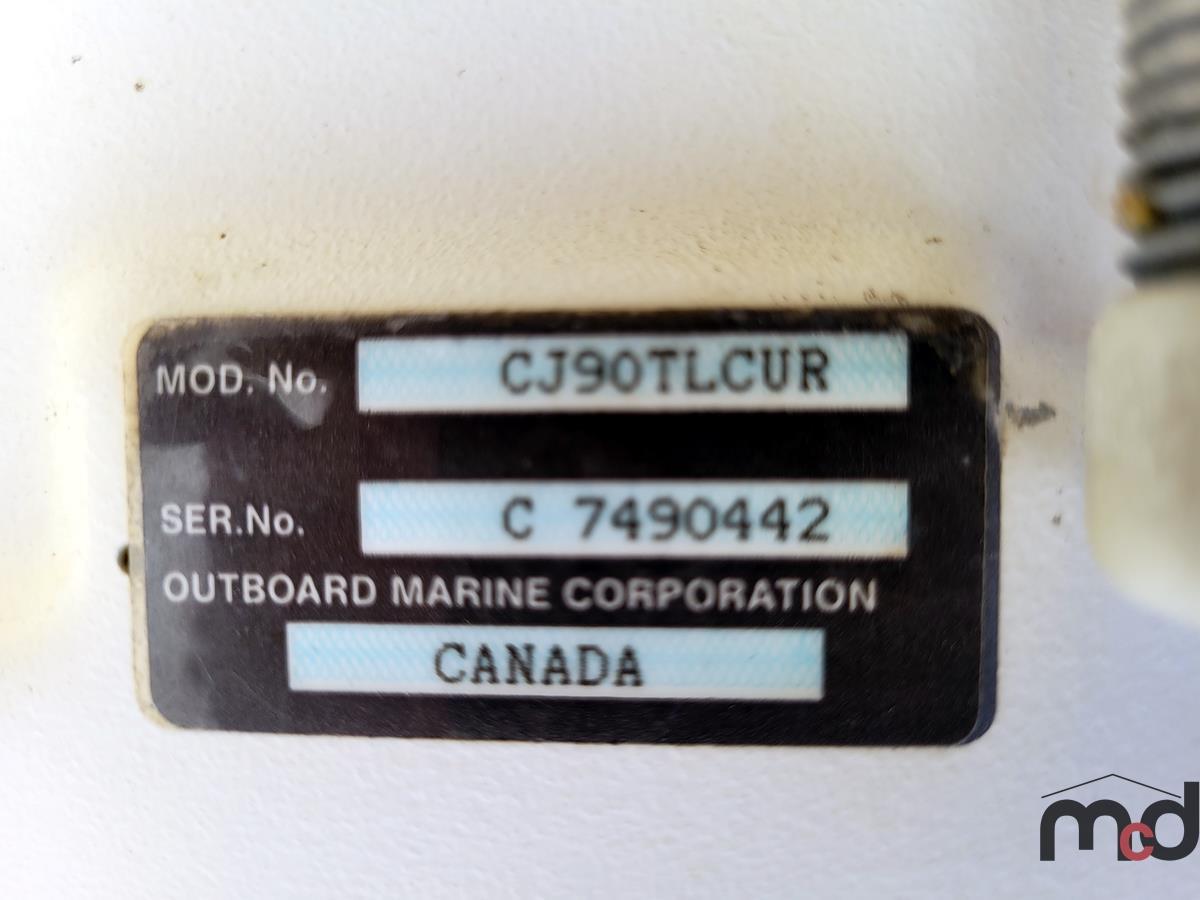 MOD. No. CJ90TLCUR
SER.No. C 7490442
OUTBOARD MARINE CORPORATION
CANADA
mcd